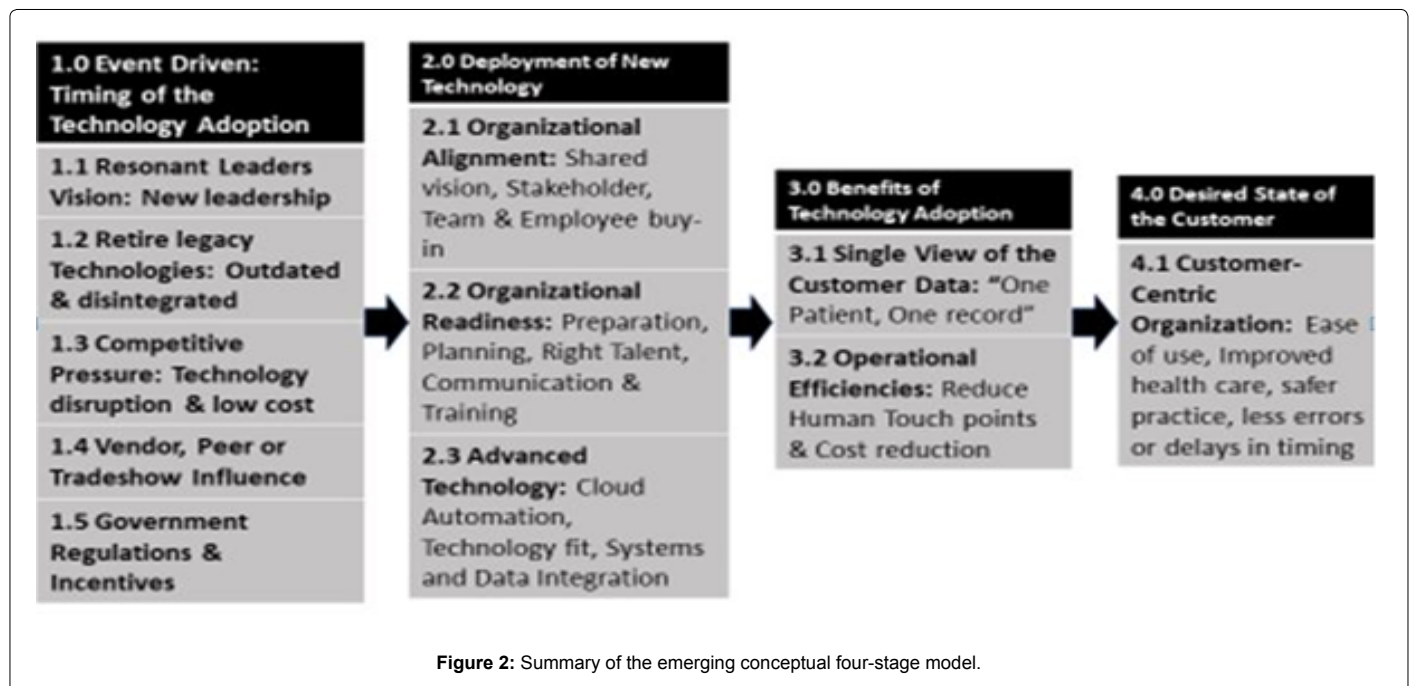 1.0 Event Driven:
Timing of the
Technology Adoption
1.1 Resonant Leaders
Vision: New leadership
1.2 Retire legacy
Technologies: Outdated
& disintegrated
1.3 Competitive
Pressure: Technology
disruption & low cost
1.4 Vendor, Peer or
Tradeshow Influence
1.5 Government
Regulations &
Incentives
2.0 Deployment of New
Technology
2.1 Organizational
Alignment: Shared
vision, Stakeholder,
Team & Employee buy-
in
2.2 Organizational
Readiness: Preparation,
Planning, Right Talent,
Communication &
Training
2.3 Advanced
Technology: Cloud
Automation,
Technology fit, Systems
and Data Integration
3.0 Benefits of
Technology Adoption
3.1 Single View of the
Customer Data: “One
Patient, One record”
3.2 Operational
Efficiencies: Reduce
Human Touch points
& Cost reduction
4.0 Desired State of
the Customer
4.1 Customer-
Centric
Organization: Ease
of use, Improved
health care, safer
practice, less errors
or delays in timing
Figure 2: Summary of the emerging conceptual four-stage model.